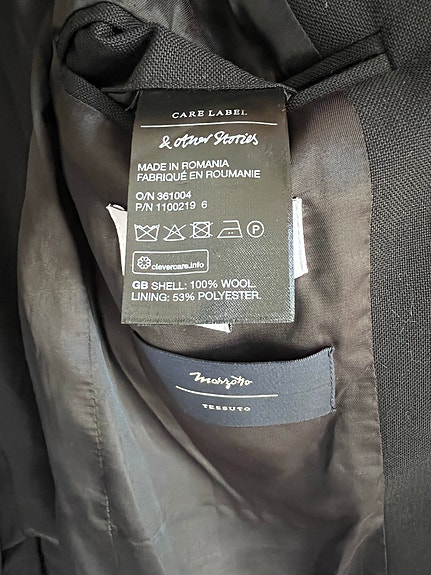 CARE LABEL
& other Stories
MADE IN ROMANIA
FABRIQUÉ EN ROUMANIE
O/N 361004
P/N 1100219 6
P
clevercare.info
GB SHELL: 100% WOOL.
LINING: 53% POLYESTER.
Marzotto
TESSUTO